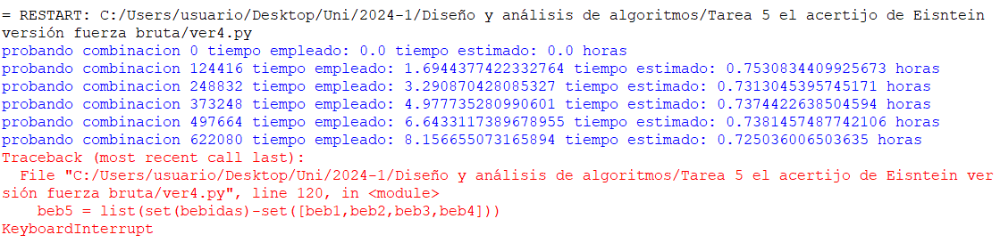 = RESTART: C:/Users/usuario/Desktop/Uni/2024-1/Diseño y análisis de algoritmos/Tarea 5 el acertijo de Eisntein
versión fuerza bruta/ver4.py
probando combinacion 0 tiempo empleado: 0.0 tiempo estimado: 0.0 horas
probando combinacion 124416 tiempo empleado: 1.6944377422332764 tiempo estimado: 0.7530834409925673 horas
probando combinacion 248832 tiempo empleado: 3.290870428085327 tiempo estimado: 0.7313045395745171 horas
probando combinacion 373248 tiempo empleado: 4.977735280990601 tiempo estimado: 0.7374422638504594 horas
probando combinacion 497664 tiempo empleado: 6.6433117389678955 tiempo estimado: 0.7381457487742106 horas
probando combinacion 622080 tiempo empleado: 8.156655073165894 tiempo estimado: 0.725036006503635 horas
Traceback (most recent call last):
  File "C:/Users/usuario/Desktop/Uni/2024-1/Diseño y análisis de algoritmos/Tarea 5 el acertijo de Eisntein ver
sión fuerza bruta/ver4.py", line 120, in <module>
    beb5 = list(set(bebidas)-set([beb1,beb2,beb3,beb4]))
KeyboardInterrupt